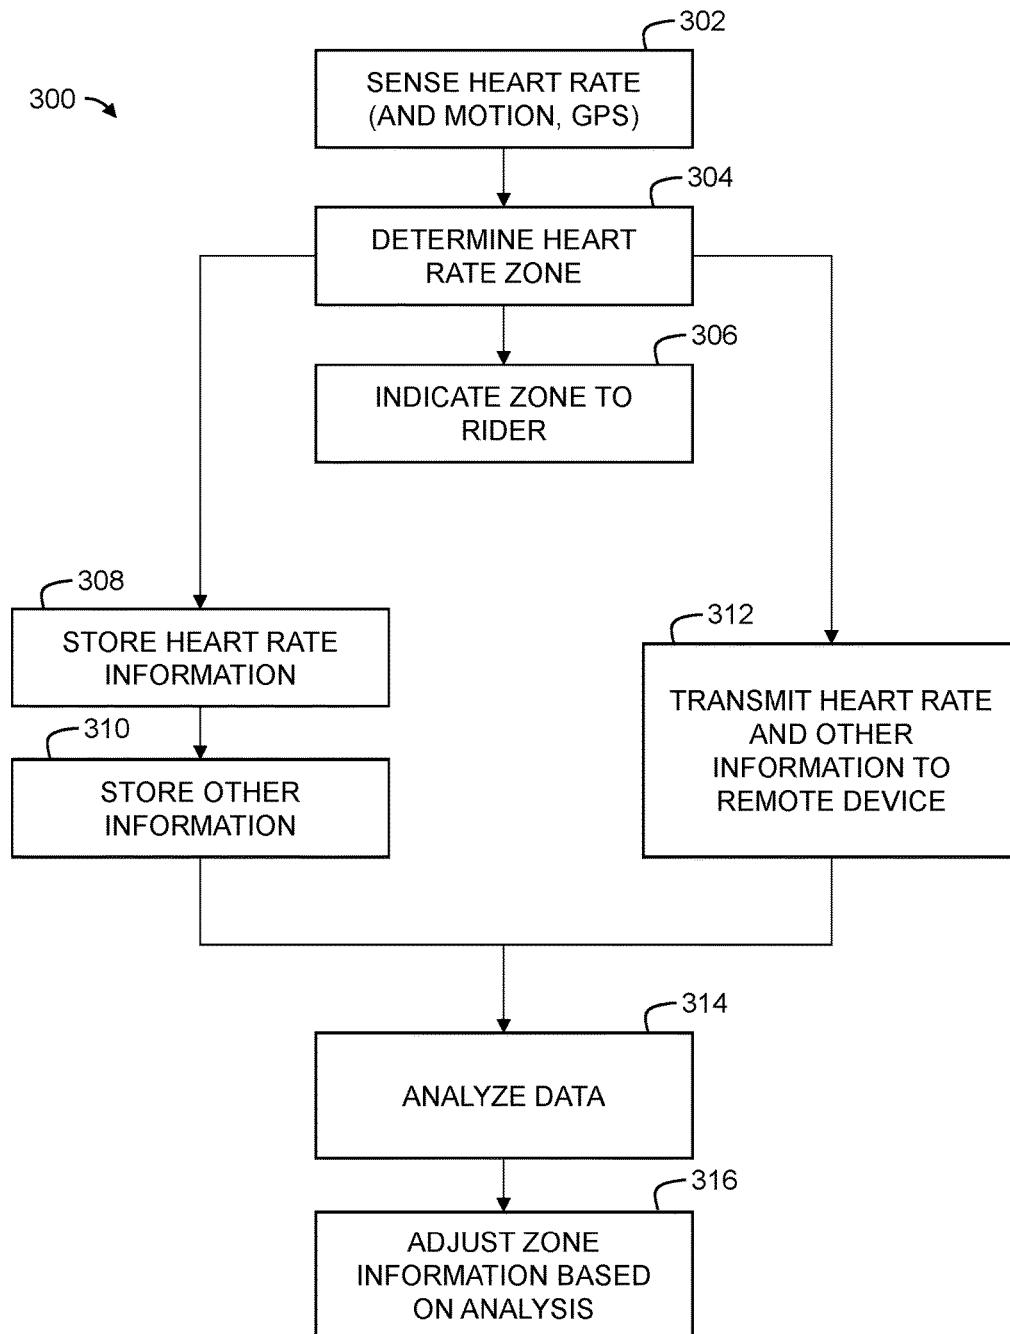 302
SENSE HEART RATE
(AND MOTION, GPS)
300
304
DETERMINE HEART
RATE ZONE
306
INDICATE ZONE TO
RIDER
308
STORE HEART RATE
INFORMATION
310
STORE OTHER
INFORMATION
312
TRANSMIT HEART RATE
AND OTHER
INFORMATION TO
REMOTE DEVICE
314
ANALYZE DATA
316
ADJUST ZONE
INFORMATION BASED
ON ANALYSIS